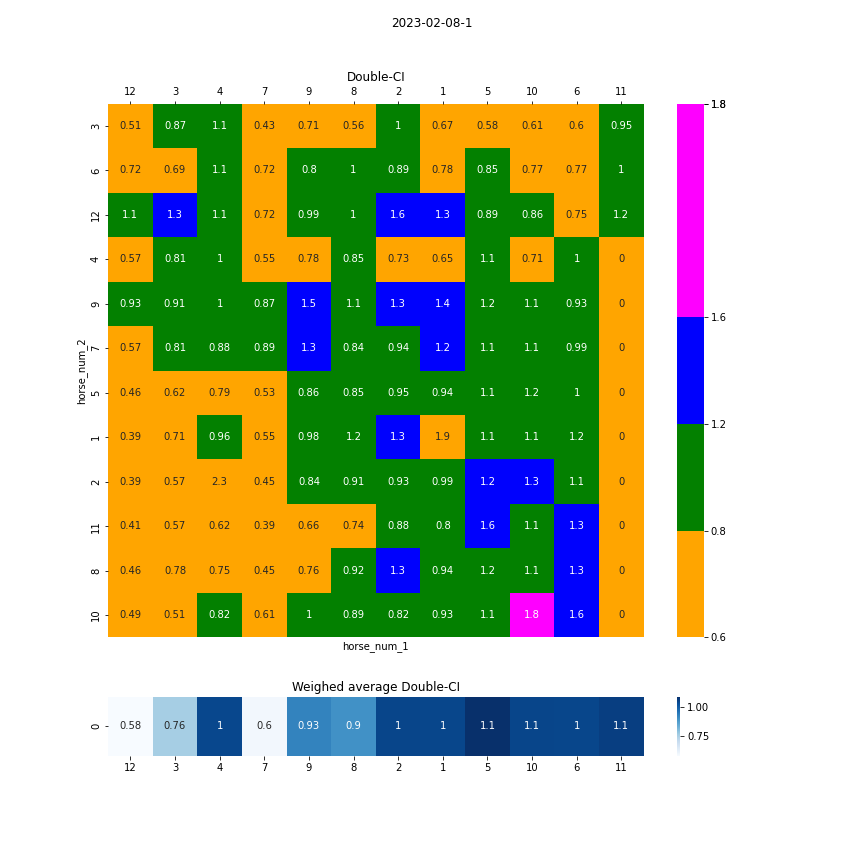 2023-02-08-1
Double-CI
12 3 4 7 9 8 2 1 5 10 6 11
1.8
3 0.51 0.87 1.1 0.43 0.71 0.56 1 0.67 0.58 0.61 0.6 0.95
6 0.72 0.69 1.1 0.72 0.8 1 0.89 0.78 0.85 0.77 0.77 1
12 1.1 1.3 1.1 0.72 0.99 1 1.6 1.3 0.89 0.86 0.75 1.2
4 0.57 0.81 1 0.55 0.78 0.85 0.73 0.65 1.1 0.71 1 0
9 0.93 0.91 1 0.87 1.5 1.1 1.3 1.4 1.2 1.1 0.93 0
1.6
7 0.57 0.81 0.88 0.89 1.3 0.84 0.94 1.2 1.1 1.1 0.99 0
horse_num_2
5 0.46 0.62 0.79 0.53 0.86 0.85 0.95 0.94 1.1 1.2 1 0
1.2
1 0.39 0.71 0.96 0.55 0.98 1.2 1.3 1.9 1.1 1.1 1.2 0
2 0.39 0.57 2.3 0.45 0.84 0.91 0.93 0.99 1.2 1.3 1.1 0
11 0.41 0.57 0.62 0.39 0.66 0.74 0.88 0.8 1.6 1.1 1.3 0
0.8
8 0.46 0.78 0.75 0.45 0.76 0.92 1.3 0.94 1.2 1.1 1.3 0
10 0.49 0.51 0.82 0.61 1 0.89 0.82 0.93 1.1 1.8 1.6 0
0.6
horse_num_1
Weighed average Double-CI
1.00
0 0.58 0.76 1 0.6 0.93 0.9 1 1 1.1 1.1 1 1.1
0.75
12 3 4 7 9 8 2 1 5 10 6 11